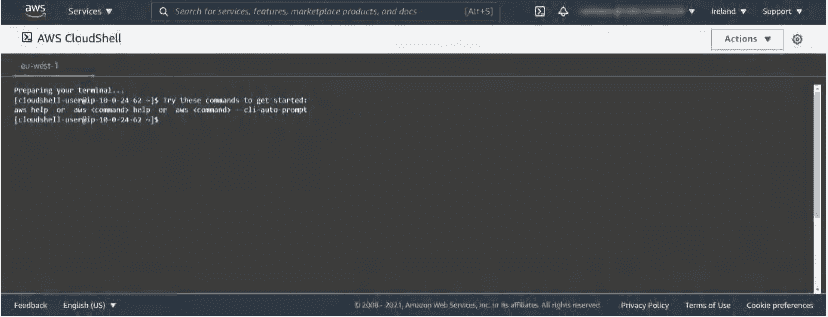 aws Services ▼ Search for services, features, marketplace products, and docs [Alt+S] Ireland ▼ Support ▼
AWS CloudShell Actions ▼
eu-west-1
Preparing your terminal...
[cloudshell-user@ip-10-0-24-62 ~]$ Try these commands to get started:
aws help or aws <command> help or aws <command> --cli-auto-prompt
[cloudshell-user@ip-10-0-24-62 ~]$
Feedback English (US) ▼ © 2008 - 2021, Amazon Web Services, Inc. or its affiliates. All rights reserved. Privacy Policy Terms of Use Cookie preferences